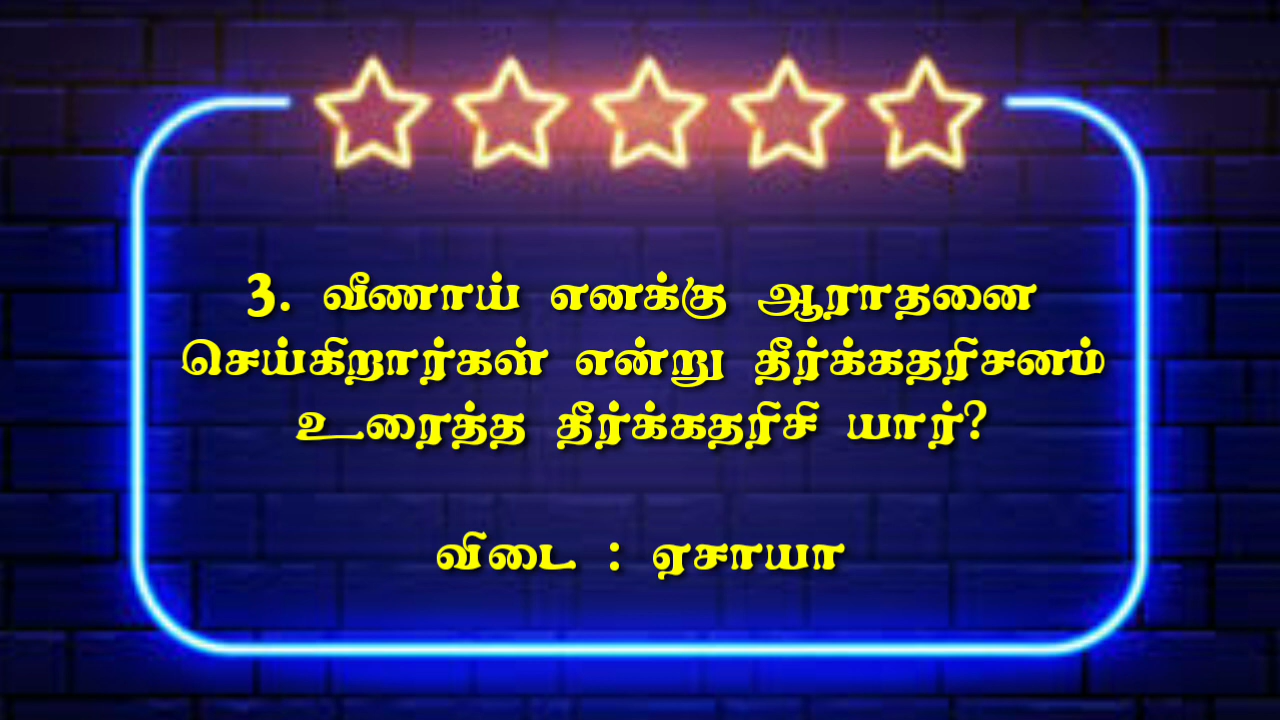 3. வீணாய் எனக்கு ஆராதனை
செய்கிறார்கள் என்று தீர்க்கதரிசனம்
உரைத்த தீர்க்கதரிசி யார்?
விடை : ஏசாயா